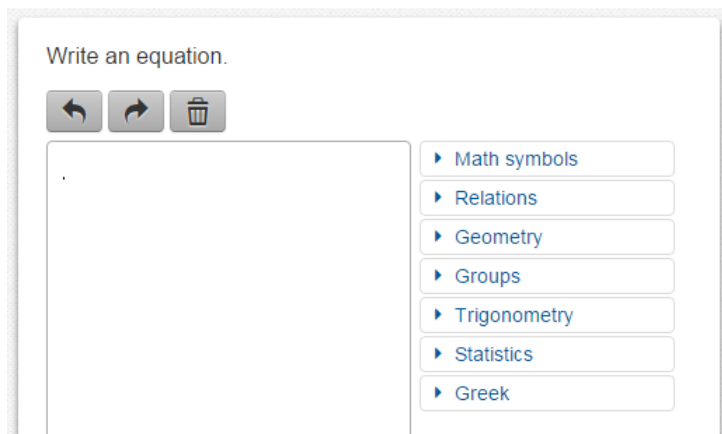 Write an equation.
.
Math symbols
Relations
Geometry
Groups
Trigonometry
Statistics
Greek